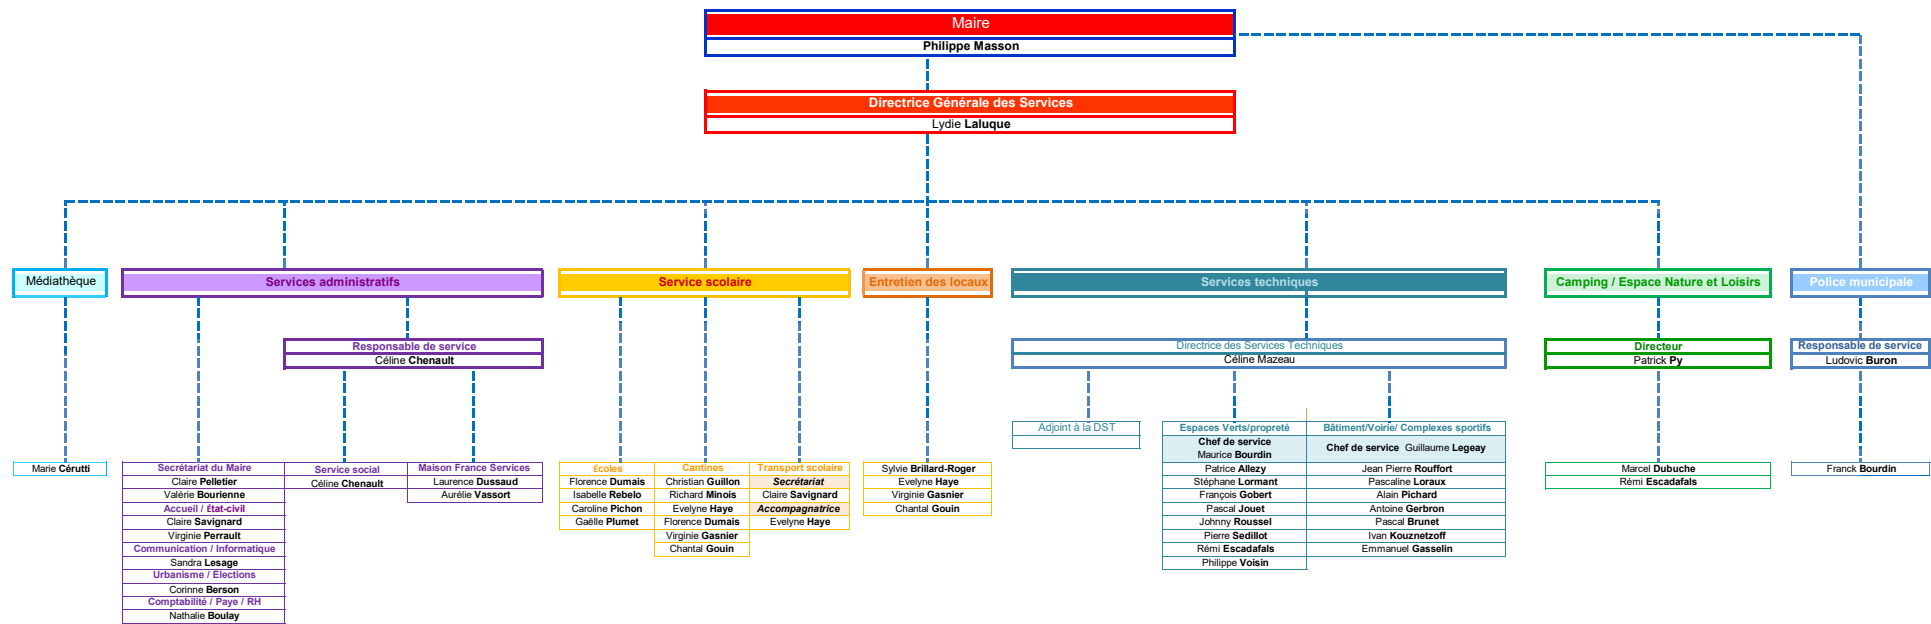 Maire
Philippe Masson
Directrice Générale des Services
Lydie Laluque
Médiathèque
Marie Cérutti
Services administratifs
Secrétariat du Maire
Claire Pelletier
Valérie Bourienne
Accueil / État-civil
Claire Savignard
Virginie Perrault
Communication / Informatique
Sandra Lesage
Urbanisme / Elections
Corinne Berson
Comptabilité / Paye / RH
Nathalie Boulay
Responsable de service
Céline Chenault
Service social
Céline Chenault
Maison France Services
Laurence Dussaud
Aurélie Vassort
Service scolaire
Écoles
Florence Dumais
Isabelle Rebelo
Caroline Pichon
Gaëlle Plumet
Cantines
Christian Guillon
Richard Minois
Evelyne Haye
Florence Dumais
Virginie Gasnier
Chantal Gouin
Transport scolaire
Secrétariat
Claire Savignard
Accompagnatrice
Evelyne Haye
Entretien des locaux
Sylvie Brillard-Roger
Evelyne Haye
Virginie Gasnier
Chantal Gouin
Services techniques
Directrice des Services Techniques
Céline Mazeau
Adjoint à la DST
Espaces Verts/propreté
Chef de service
Maurice Bourdin
Patrice Allezy
Stéphane Lormant
François Gobert
Pascal Jouet
Johnny Roussel
Pierre Sedillot
Rémi Escadafals
Philippe Voisin
Bâtiment/Voirie/ Complexes sportifs
Chef de service Guillaume Legeay
Jean Pierre Rouffort
Pascaline Loraux
Alain Pichard
Antoine Gerbron
Pascal Brunet
Ivan Kouznetzoff
Emmanuel Gasselin
Camping / Espace Nature et Loisirs
Directeur
Patrick Py
Marcel Dubuche
Rémi Escadafals
Police municipale
Responsable de service
Ludovic Buron
Franck Bourdin